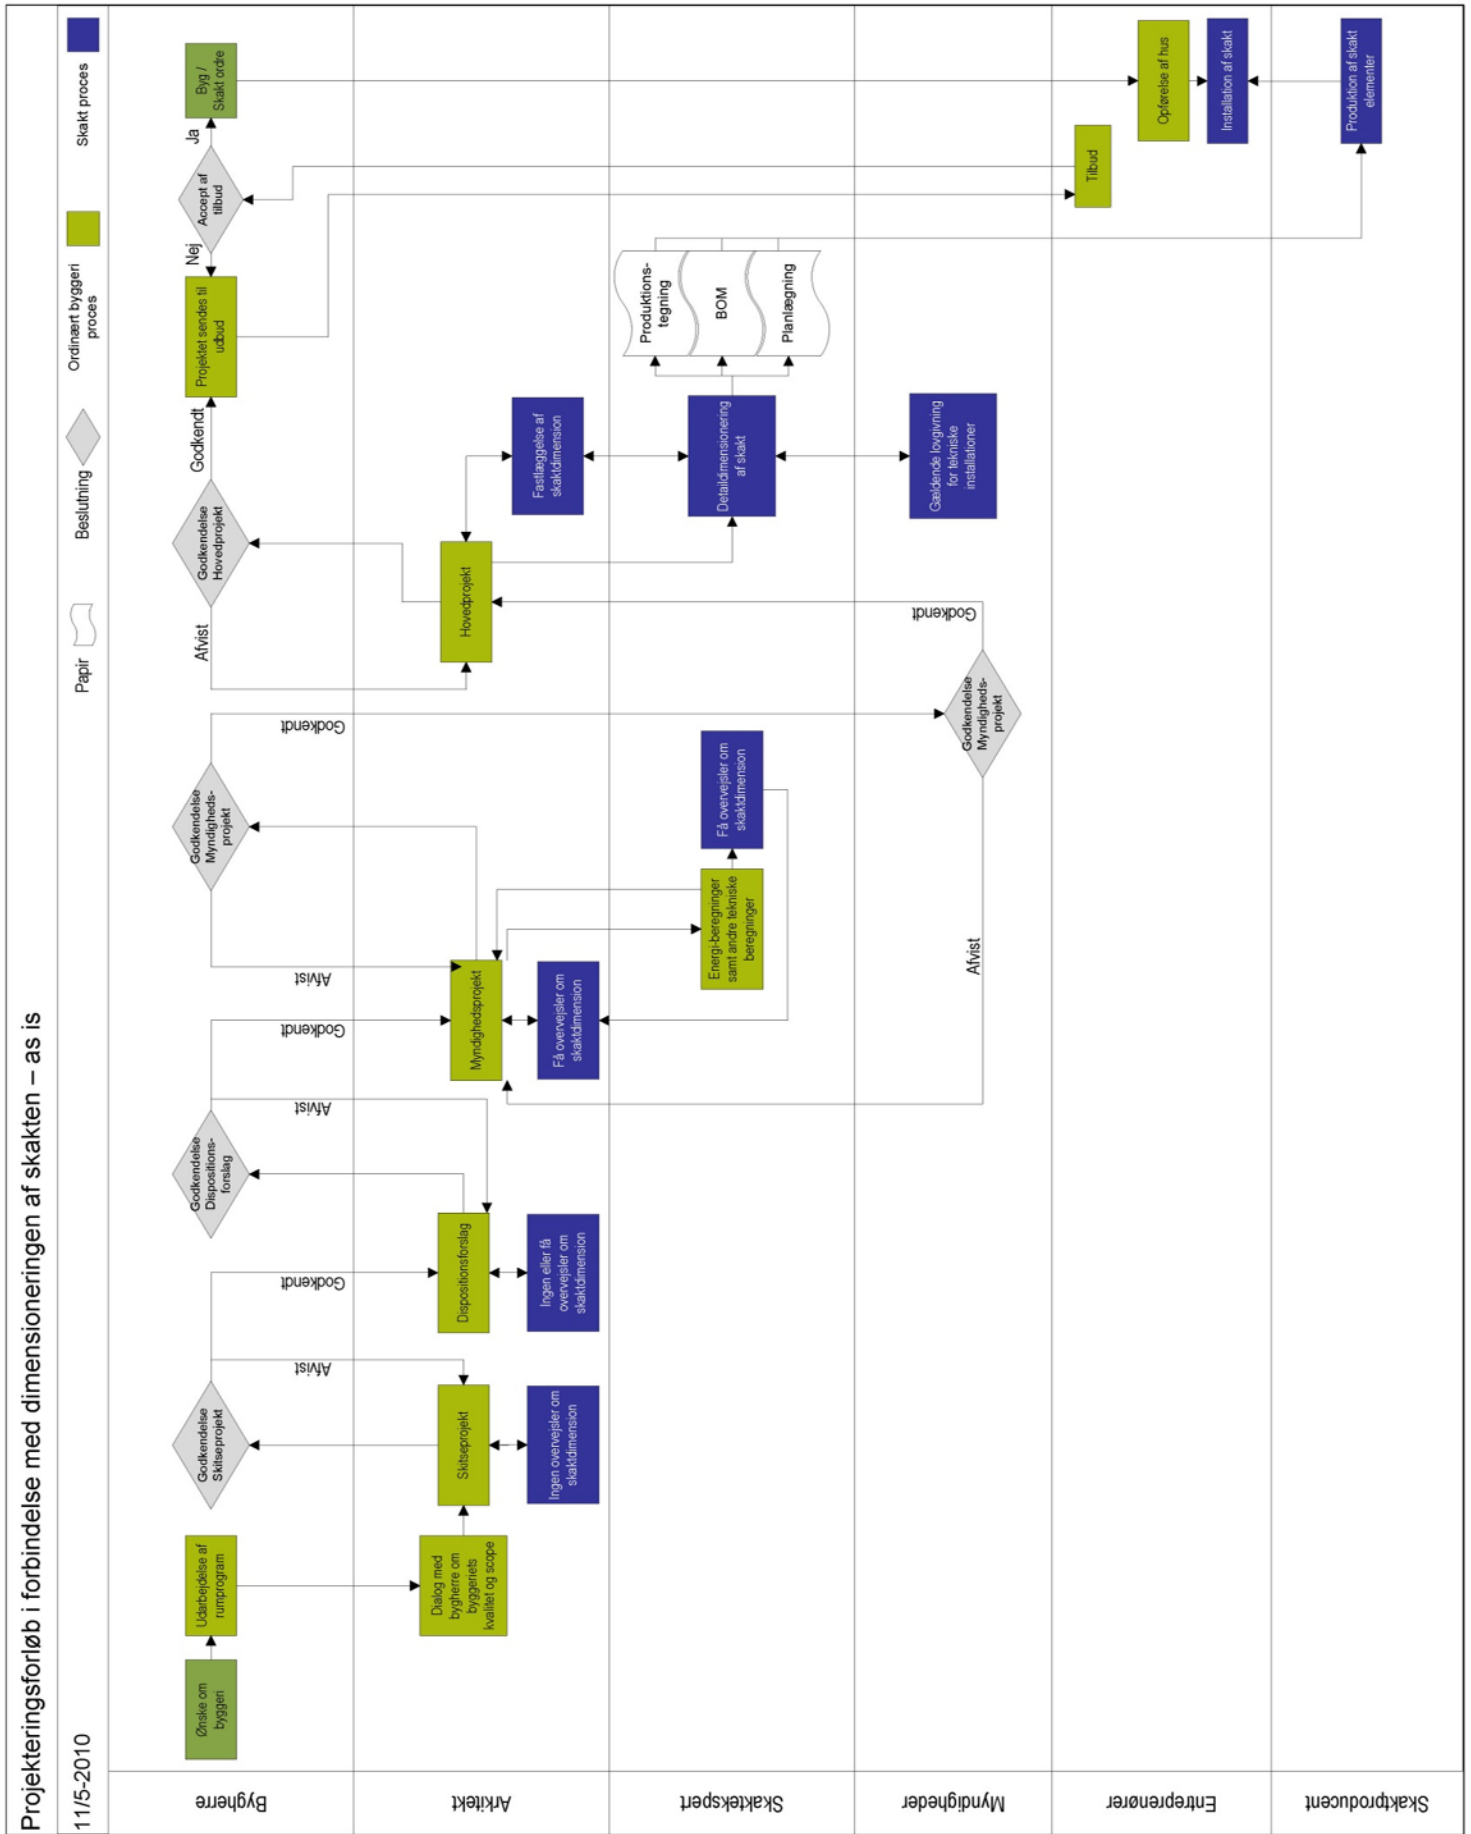 Projekteringsforløb i forbindelse med dimensioneringen af skakten – as is
11/5-2010
Papir
Beslutning
Ordinært byggeri
proces
Skakt proces
Bygherre
Ønske om
byggeri
Udarbejdelse af
rumprogram
Godkendelse
Skitseprojekt
Afvist
Godkendt
Godkendelse
Dispositions-
forslag
Afvist
Godkendt
Afvist
Godkendelse
Myndigheds-
projekt
Godkendt
Afvist
Godkendelse
Hovedprojekt
Godkendt
Projektet sendes til
udbud
Nej
Accept af
tilbud
Ja
Byg /
Skakt ordre
Arkitekt
Dialog med
bygherre om
byggeriets
kvalitet og scope
Skitseprojekt
Ingen overvejsler om
skaktdimension
Dispositionsforslag
Ingen eller få
overvejsler om
skaktdimension
Myndighedsprojekt
Få overvejsler om
skaktdimension
Hovedprojekt
Fastlæggelse af
skaktdimension
Skaktekspert
Energi-beregninger
samt andre tekniske
beregninger
Få overvejsler om
skaktdimension
Detaildimensionering
af skakt
Produktions-
tegning
BOM
Planlægning
Myndigheder
Afvist
Godkendelse
Myndigheds-
projekt
Godkendt
Gældende lovgivning
for tekniske
installationer
Entreprenører
Tilbud
Opførelse af hus
Installation af skakt
Skaktproducent
Produktion af skakt
elementer